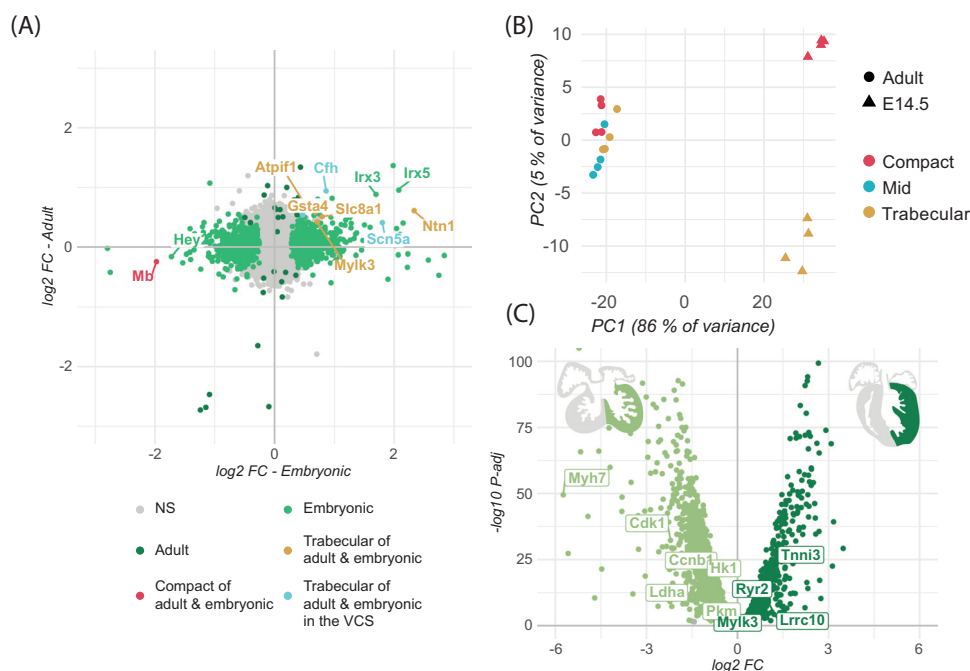 (A)
2
0
-2
log2 FC - Adult
-2
0
2
log2 FC - Embryonic
Atpif1
Cfh
Irx3
Irx5
Gsta4
Slc8a1
Ntn1
Scn5a
Mylk3
Mb
NS
Embryonic
Adult
Trabecular of
adult & embryonic
Compact of
adult & embryonic
Trabecular of
adult & embryonic
in the VCS
(B)
10
5
0
-5
-10
PC2 (5 % of variance)
-20
0
20
PC1 (86 % of variance)
Adult
E14.5
Compact
Mid
Trabecular
(C)
100
75
50
25
0
-log10 P-adj
Myh7
Cdk1
Ccnb1
Hk1
Ldha
Pkm
Tnni3
Ryr2
Mylk3
Lrrc10
-6
-3
0
3
6
log2 FC